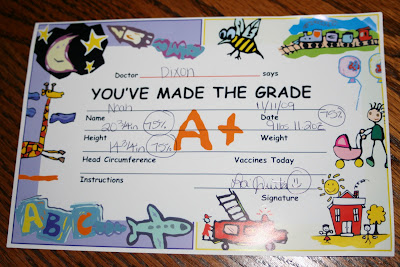 Doctor Dixon says
YOU'VE MADE THE GRADE
Noah 11/11/09
Name Date
20 3/4 in 75% A+ 9 lbs. 11.2oz 75%
Height Weight
14 3/4 in 75%
Head Circumference Vaccines Today
Instructions
Signature
ABC...